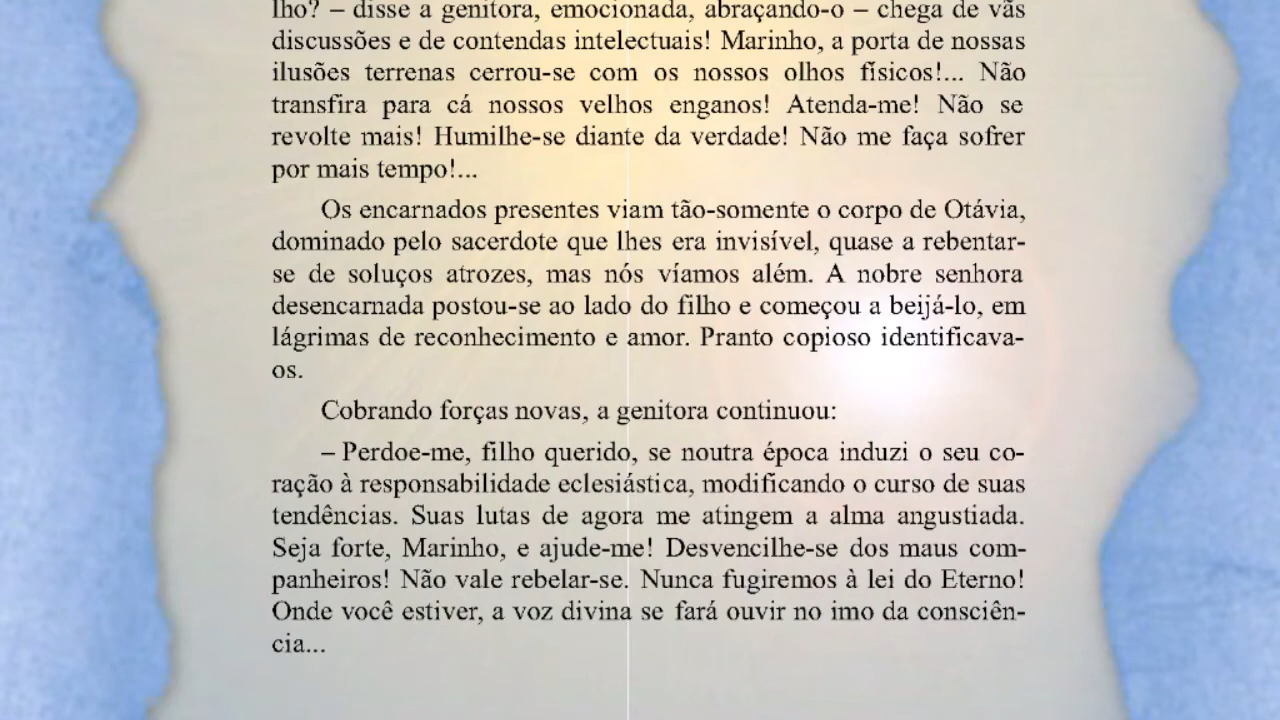 lho? – disse a genitora, emocionada, abraçando-o – chega de vãs
discussões e de contendas intelectuais! Marinho, a porta de nossas
ilusões terrenas cerrou-se com os nossos olhos físicos!... Não
transfira para cá nossos velhos enganos! Atenda-me! Não se
revolte mais! Humilhe-se diante da verdade! Não me faça sofrer
por mais tempo!...
Os encarnados presentes viam tão-somente o corpo de Otávia,
dominado pelo sacerdote que lhes era invisível, quase a rebentar-
se de soluços atrozes, mas nós víamos além. A nobre senhora
desencarnada postou-se ao lado do filho e começou a beijá-lo, em
lágrimas de reconhecimento e amor. Pranto copioso identificava-
os.
Cobrando forças novas, a genitora continuou:
– Perdoe-me, filho querido, se noutra época induzi o seu co-
ração à responsabilidade eclesiástica, modificando o curso de suas
tendências. Suas lutas de agora me atingem a alma angustiada.
Seja forte, Marinho, e ajude-me! Desvencilhe-se dos maus com-
panheiros! Não vale rebelar-se. Nunca fugiremos à lei do Eterno!
Onde você estiver, a voz divina se fará ouvir no imo da consciên-
cia...